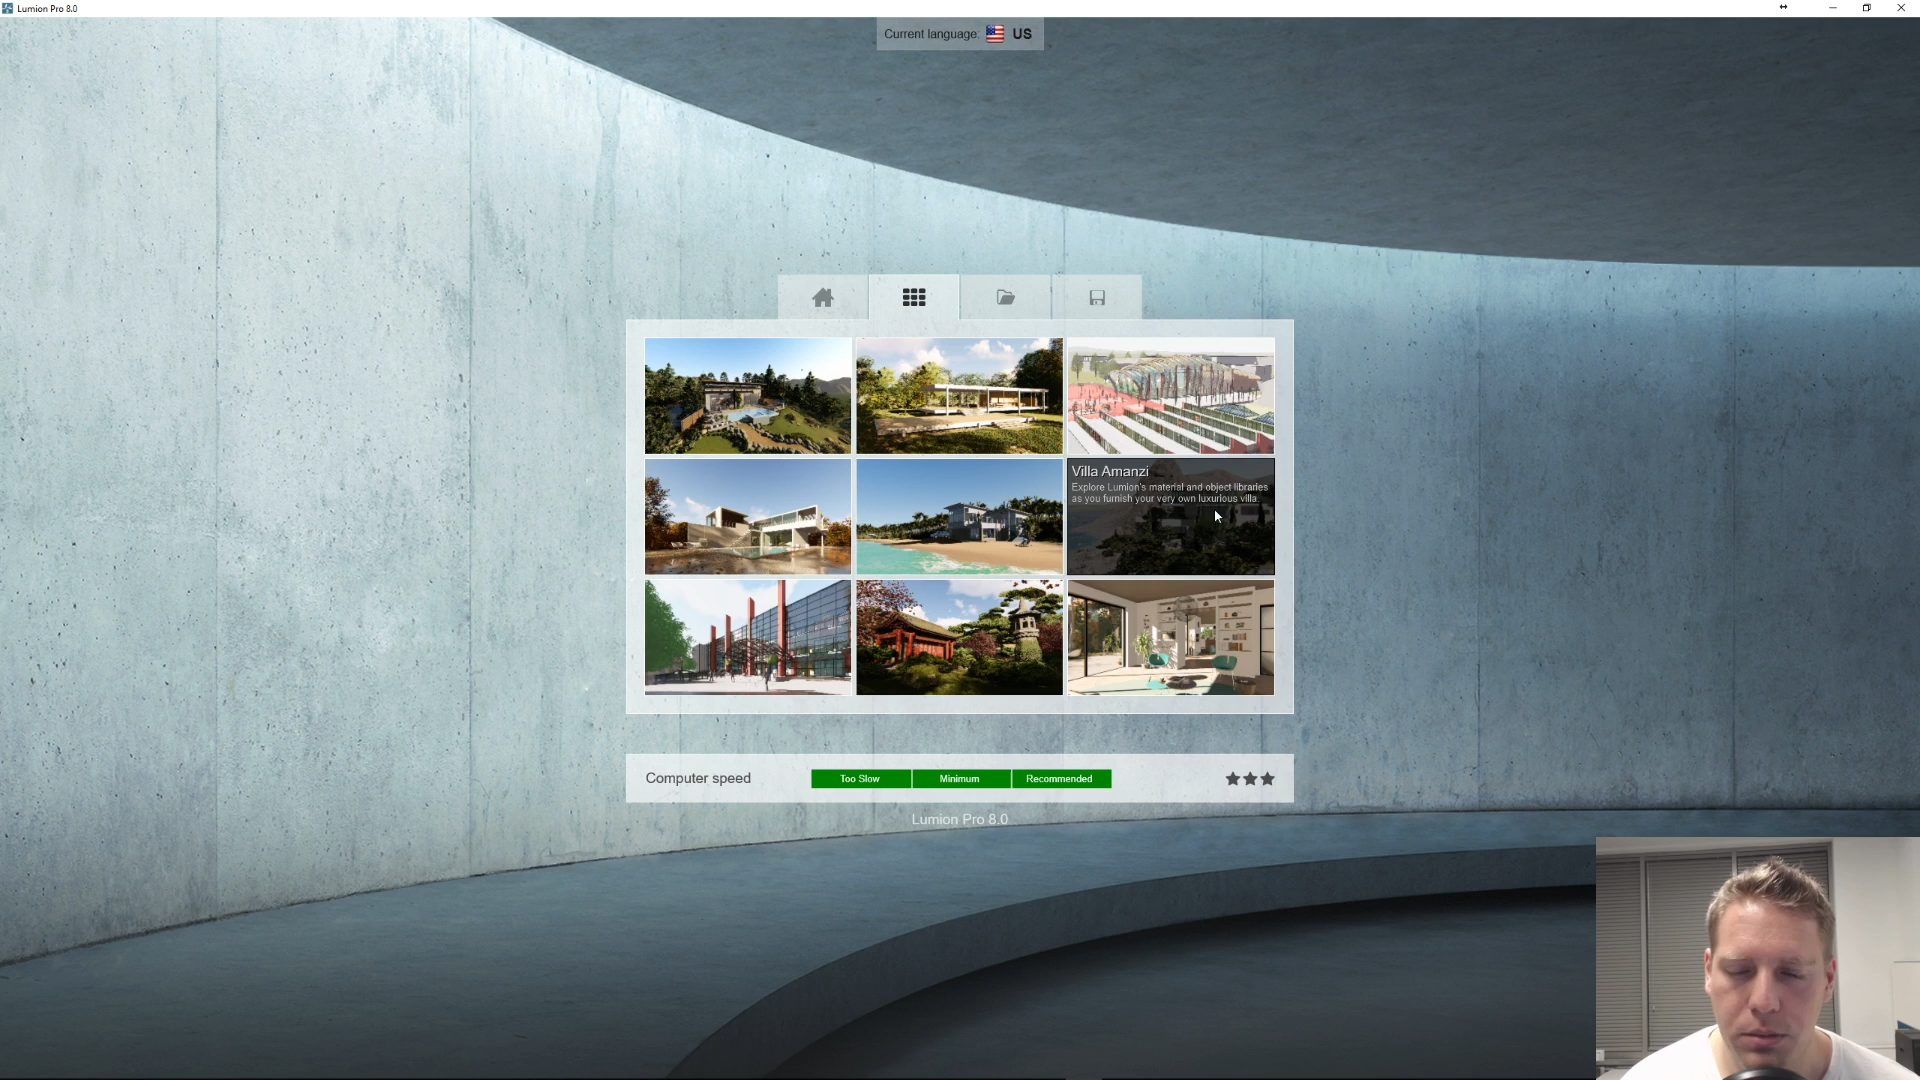 Lumion Pro 8.0
Current language: US
Villa Amanzi
Explore Lumion's material and object libraries
as you furnish your very own luxurious villa.
Computer speed
Too Slow
Minimum
Recommended
Lumion Pro 8.0